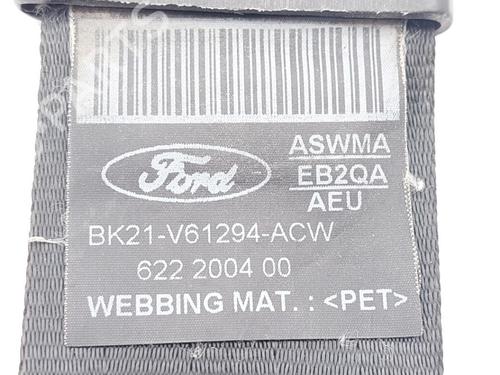 Ford
ASWMA
EB2QA
AEU
BK21-V61294-ACW
622 2004 00
WEBBING MAT. : <PET>